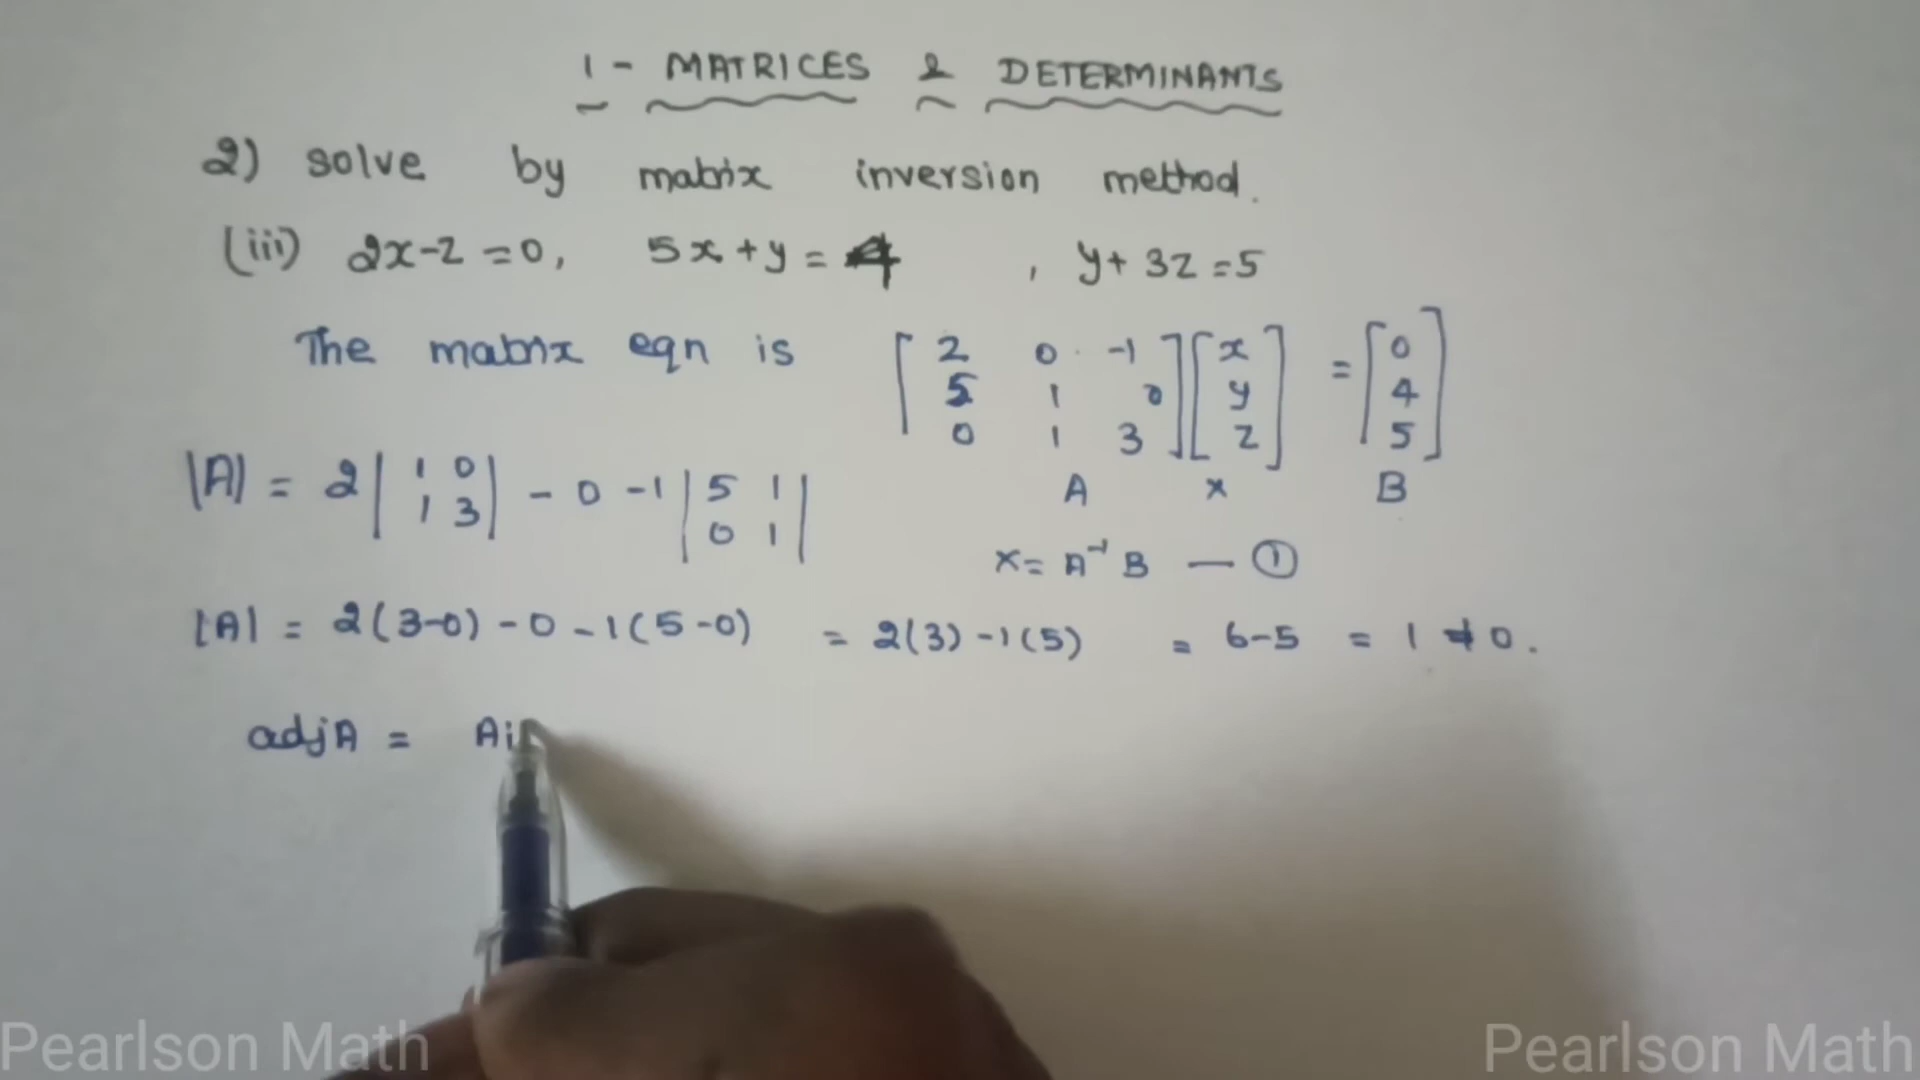 1 - MATRICES & DETERMINANTS
2) solve by matrix inversion method.
(iii) 2x-z=0, 5x+y=4 , y+3z=5
The matrix eqn is [2 0 -1 5 1 0 0 1 3] [x y z] = [0 4 5]
A x B
|A| = 2|1 0 1 3| - 0 -1|5 1 0 1|
x = A⁻¹ B — ①
|A| = 2(3-0) - 0 - 1(5-0) = 2(3) -1(5) = 6-5 = 1 ≠ 0.
adjA = Ai
Pearlson Math
Pearlson Math